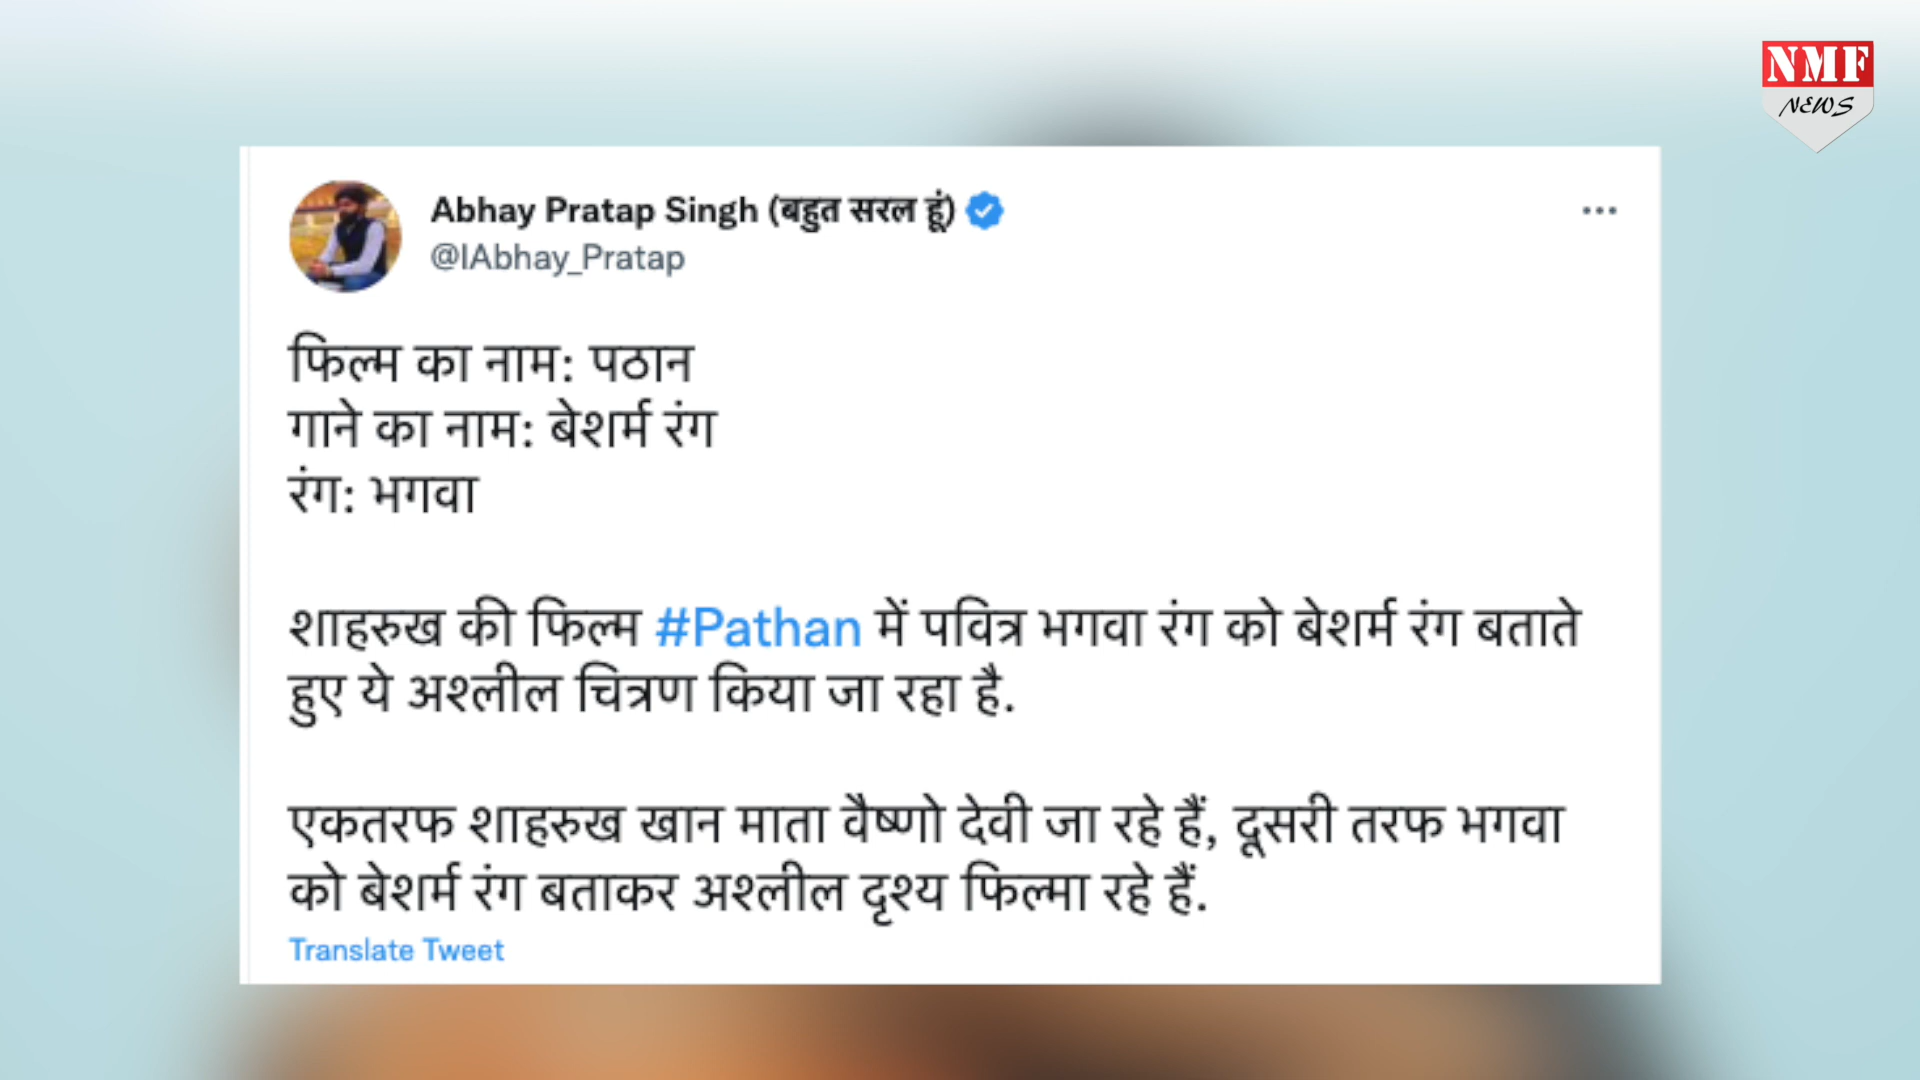 NMF
NEWS
Abhay Pratap Singh (बहुत सरल हूं)
@IAbhay_Pratap
फिल्म का नाम: पठान
गाने का नाम: बेशर्म रंग
रंग: भगवा
शाहरुख की फिल्म #Pathan में पवित्र भगवा रंग को बेशर्म रंग बताते
हुए ये अश्लील चित्रण किया जा रहा है.
एकतरफ शाहरुख खान माता वैष्णो देवी जा रहे हैं, दूसरी तरफ भगवा
को बेशर्म रंग बताकर अश्लील दृश्य फिल्मा रहे हैं.
Translate Tweet